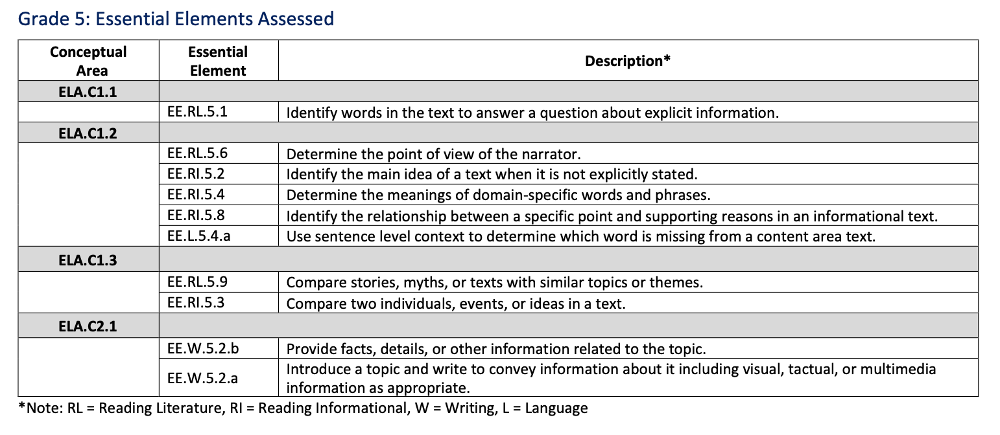 Grade 5: Essential Elements Assessed
Conceptual Area Essential Element Description*
ELA.C1.1
EE.RL.5.1 Identify words in the text to answer a question about explicit information.
ELA.C1.2
EE.RL.5.6 Determine the point of view of the narrator.
EE.RI.5.2 Identify the main idea of a text when it is not explicitly stated.
EE.RI.5.4 Determine the meanings of domain-specific words and phrases.
EE.RI.5.8 Identify the relationship between a specific point and supporting reasons in an informational text.
EE.L.5.4.a Use sentence level context to determine which word is missing from a content area text.
ELA.C1.3
EE.RL.5.9 Compare stories, myths, or texts with similar topics or themes.
EE.RI.5.3 Compare two individuals, events, or ideas in a text.
ELA.C2.1
EE.W.5.2.b Provide facts, details, or other information related to the topic.
EE.W.5.2.a Introduce a topic and write to convey information about it including visual, tactual, or multimedia
information as appropriate.
*Note: RL = Reading Literature, RI = Reading Informational, W = Writing, L = Language